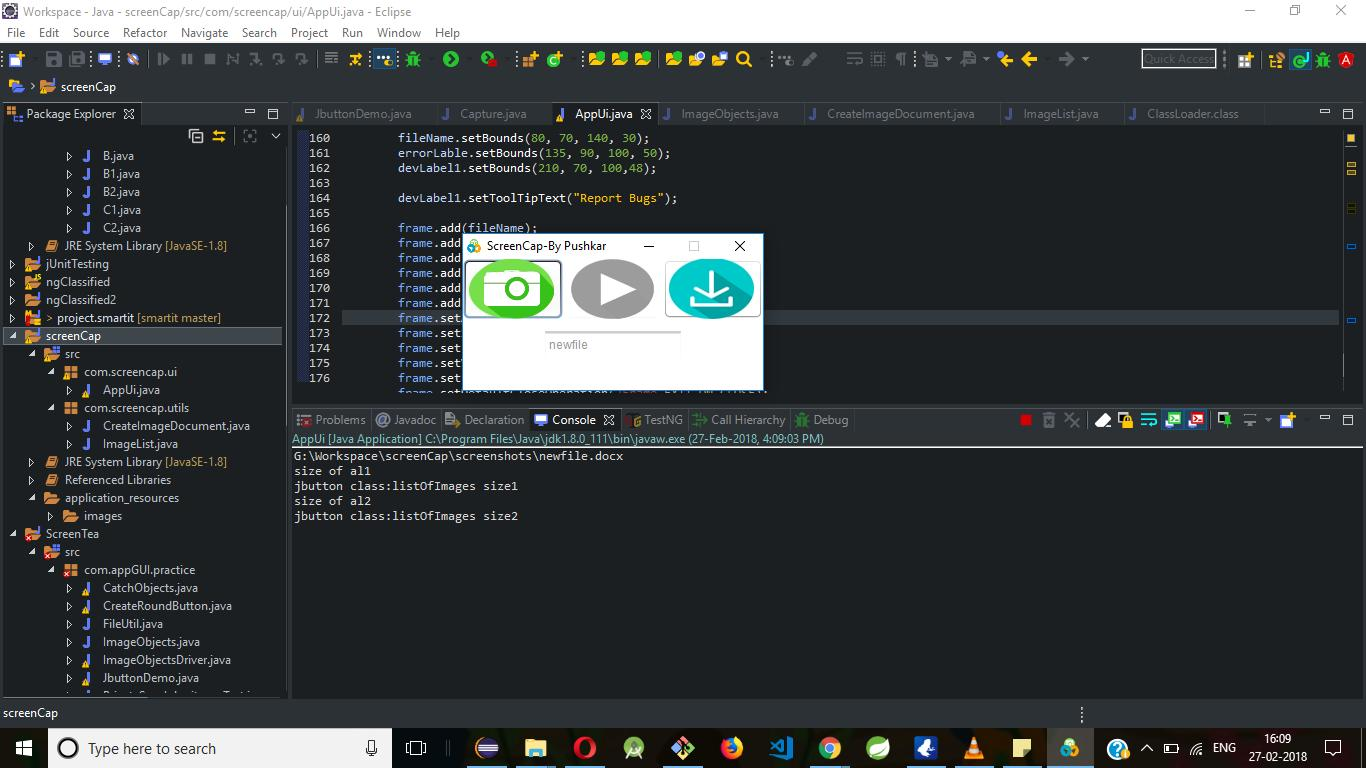 Workspace - Java - screenCap/src/com/screencap/ui/AppUi.java - Eclipse
File Edit Source Refactor Navigate Search Project Run Window Help
Quick Access
screenCap
Package Explorer
B.java
B1.java
B2.java
C1.java
C2.java
JRE System Library [JavaSE-1.8]
jUnitTesting
ngClassified
ngClassified2
> project.smartit [smartit master]
screenCap
src
com.screencap.ui
AppUi.java
com.screencap.utils
CreateImageDocument.java
ImageList.java
JRE System Library [JavaSE-1.8]
Referenced Libraries
application_resources
images
ScreenTea
src
com.appGUI.practice
CatchObjects.java
CreateRoundButton.java
FileUtil.java
ImageObjects.java
ImageObjectsDriver.java
JbuttonDemo.java
JbuttonDemo.java Capture.java AppUi.java ImageObjects.java CreateImageDocument.java ImageList.java ClassLoader.class
160 fileName.setBounds(80, 70, 140, 30);
161 errorLable.setBounds(135, 90, 100, 50);
162 devLabel1.setBounds(210, 70, 100,48);
163
164 devLabel1.setToolTipText("Report Bugs");
165
166 frame.add(fileName);
167 frame.add
168 frame.add
169 frame.add
170 frame.add
171 frame.add
172 frame.set
173 frame.set
174 frame.set
175 frame.set
176 frame.set
ScreenCap-By Pushkar
newfile
Problems Javadoc Declaration Console TestNG Call Hierarchy Debug
AppUi [Java Application] C:\Program Files\Java\jdk1.8.0_111\bin\javaw.exe (27-Feb-2018, 4:09:03 PM)
G:\Workspace\screenCap\screenshots\newfile.docx
size of al1
jbutton class:listOfImages size1
size of al2
jbutton class:listOfImages size2
screenCap
Type here to search
ENG
16:09
27-02-2018